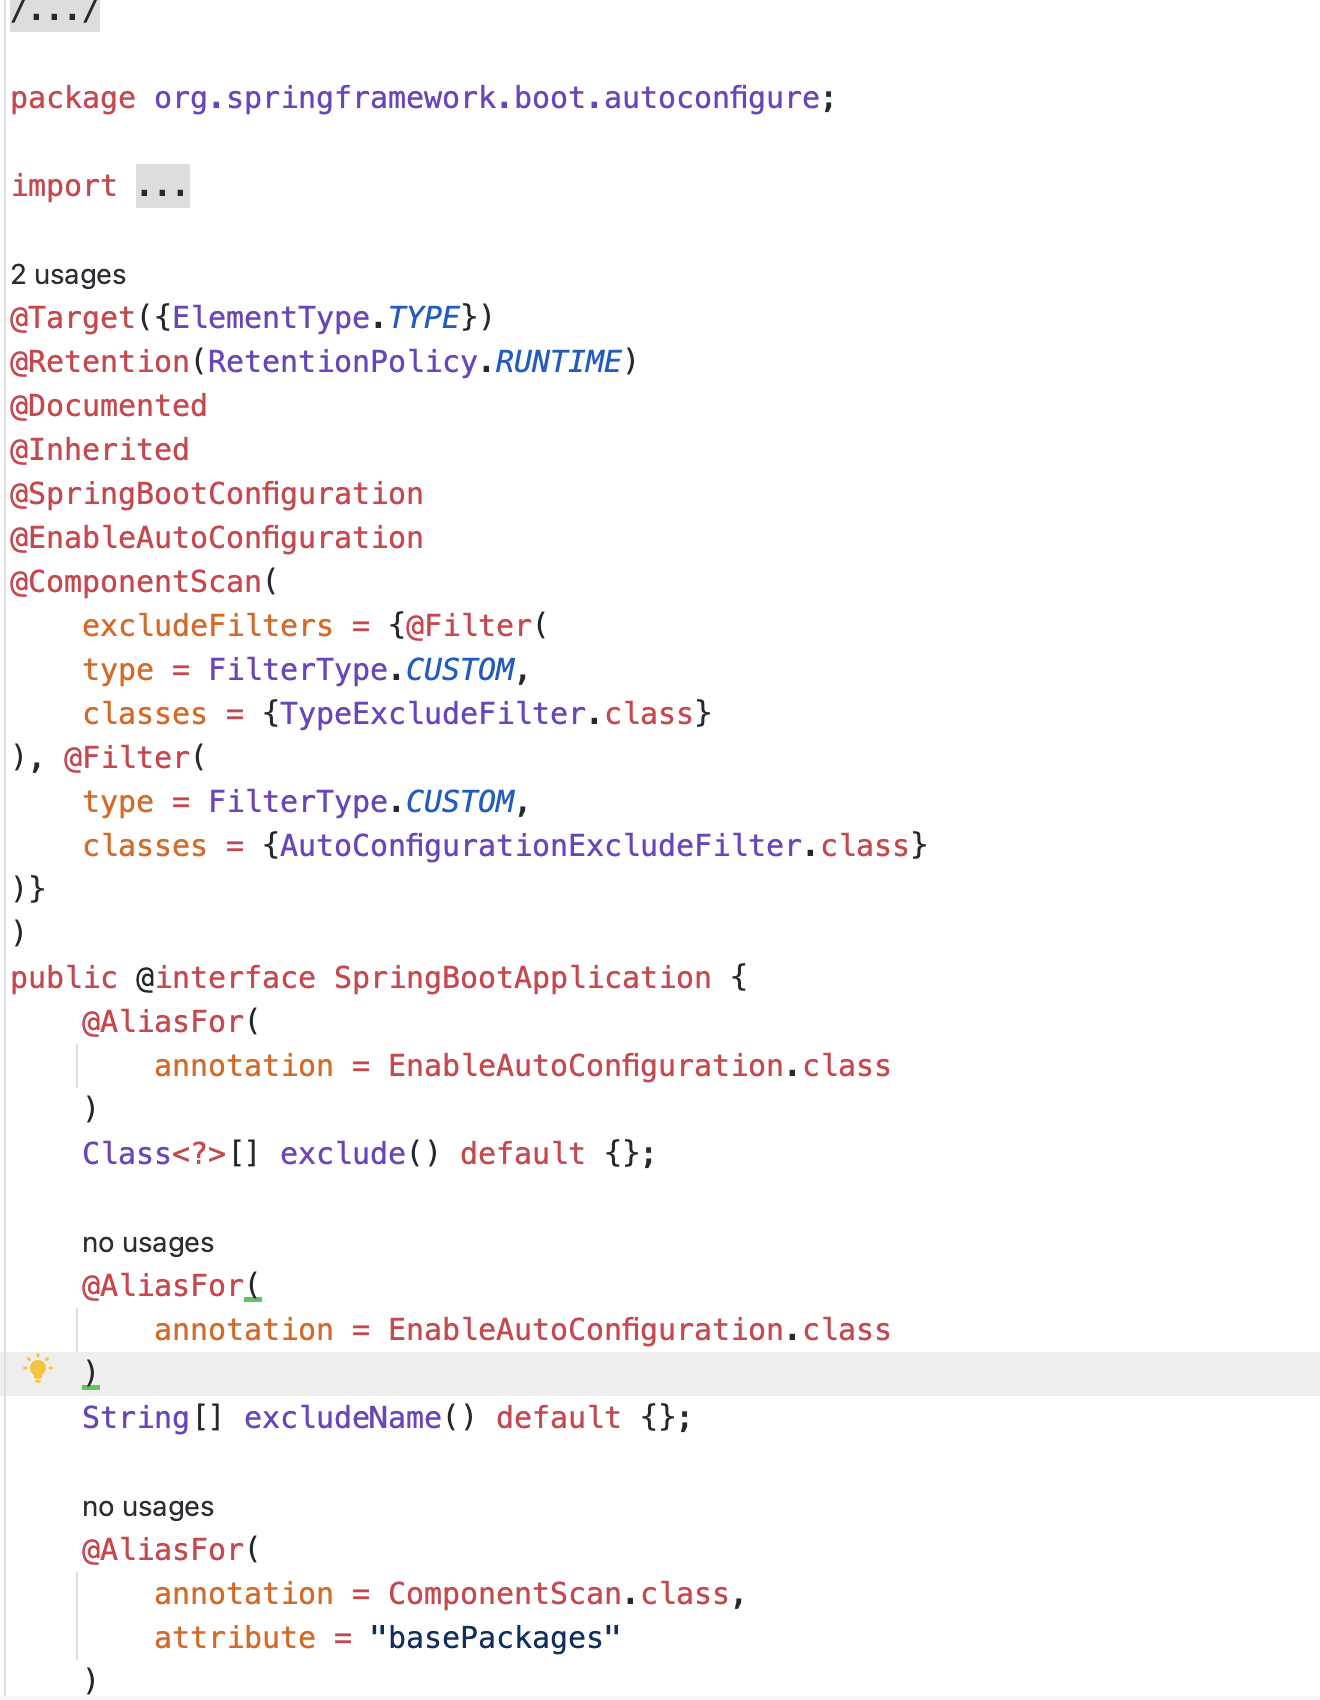 /.../
package org.springframework.boot.autoconfigure;
import ...
2 usages
@Target({ElementType.TYPE})
@Retention(RetentionPolicy.RUNTIME)
@Documented
@Inherited
@SpringBootConfiguration
@EnableAutoConfiguration
@ComponentScan(
    excludeFilters = {@Filter(
    type = FilterType.CUSTOM,
    classes = {TypeExcludeFilter.class}
), @Filter(
    type = FilterType.CUSTOM,
    classes = {AutoConfigurationExcludeFilter.class}
)}
)
public @interface SpringBootApplication {
    @AliasFor(
        annotation = EnableAutoConfiguration.class
    )
    Class<?>[] exclude() default {};
    no usages
    @AliasFor(
        annotation = EnableAutoConfiguration.class
    )
    String[] excludeName() default {};
    no usages
    @AliasFor(
        annotation = ComponentScan.class,
        attribute = "basePackages"
    )